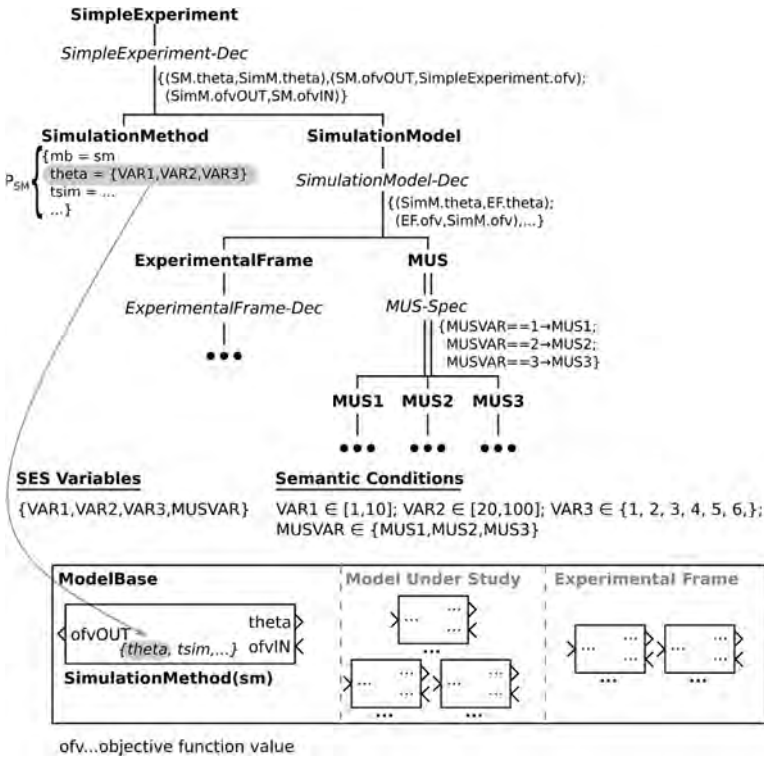 SimpleExperiment
SimpleExperiment-Dec
{(SM.theta,SimM.theta),(SM.ofvOUT,SimpleExperiment.ofv);
(SimM.ofvOUT,SM.ofvIN)}
SimulationMethod
SimulationModel
{mb = sm
P_SM
theta = {VAR1,VAR2,VAR3}
tsim = ...
...}
SimulationModel-Dec
{(SimM.theta,EF.theta);
(EF.ofv,SimM.ofv),...}
ExperimentalFrame
MUS
ExperimentalFrame-Dec
MUS-Spec
{MUSVAR==1→MUS1;
MUSVAR==2→MUS2;
MUSVAR==3→MUS3}
MUS1 MUS2 MUS3
SES Variables
{VAR1,VAR2,VAR3,MUSVAR}
Semantic Conditions
VAR1 ∈ [1,10]; VAR2 ∈ [20,100]; VAR3 ∈ {1, 2, 3, 4, 5, 6,};
MUSVAR ∈ {MUS1,MUS2,MUS3}
ModelBase
ofvOUT
theta
{theta, tsim,...}
ofvIN
SimulationMethod(sm)
Model Under Study
... ...
...
...
... ... ... ...
... ...
... ...
Experimental Frame
... ... ... ...
... ...
... ...
ofv...objective function value